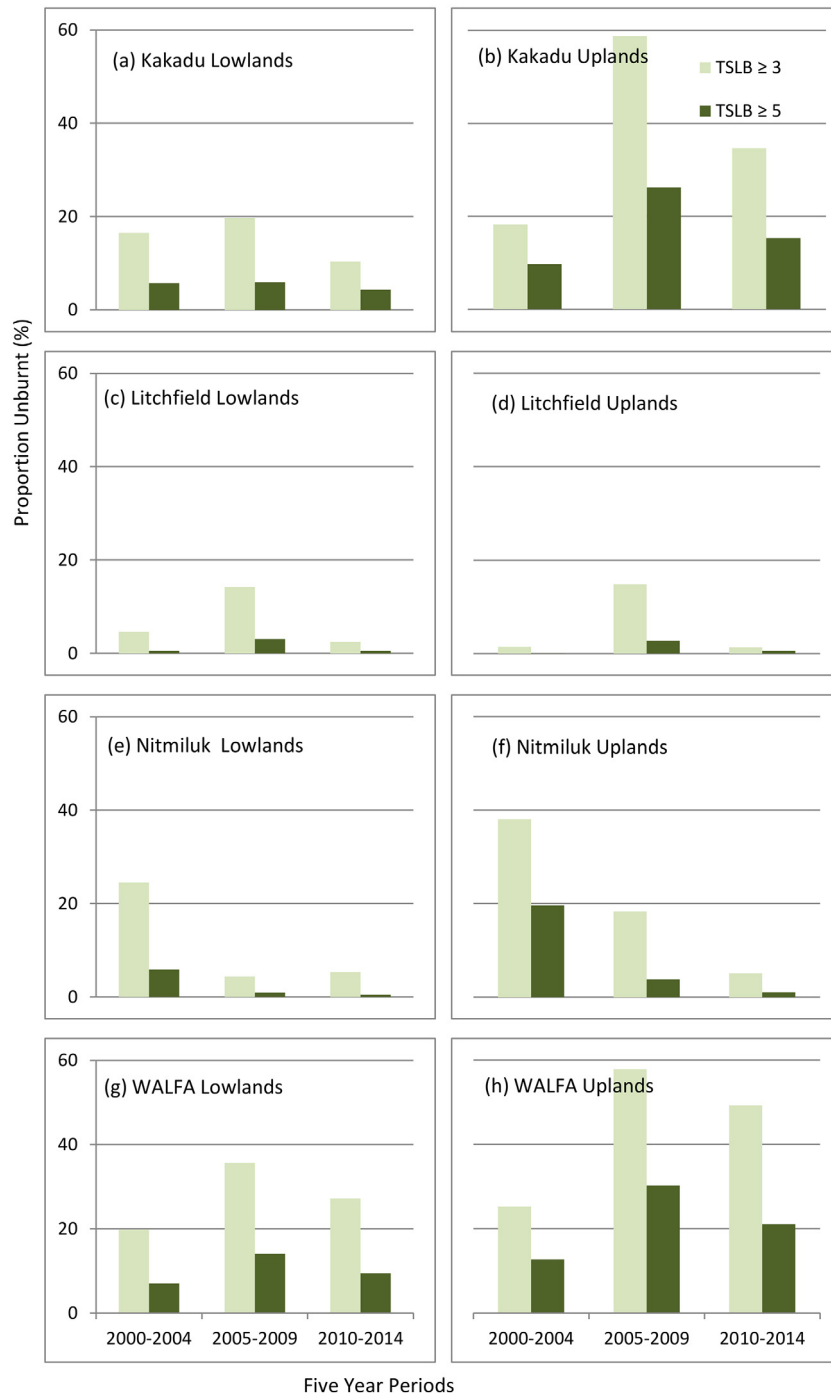 Proportion Unburnt (%)
(a) Kakadu Lowlands
60
40
20
0
(b) Kakadu Uplands
TSLB ≥ 3
TSLB ≥ 5
(c) Litchfield Lowlands
60
40
20
0
(d) Litchfield Uplands
(e) Nitmiluk  Lowlands
60
40
20
0
(f) Nitmiluk Uplands
(g) WALFA Lowlands
60
40
20
0
2000-2004 2005-2009 2010-2014
(h) WALFA Uplands
2000-2004 2005-2009 2010-2014
Five Year Periods